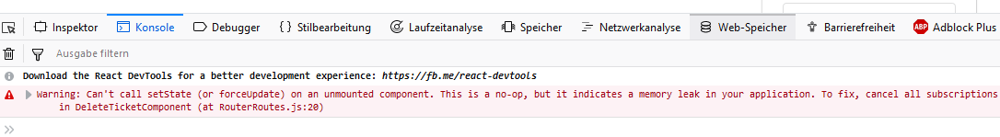 Inspektor Konsole Debugger Stilbearbeitung Laufzeitanalyse Speicher Netzwerkanalyse Web-Speicher Barrierefreiheit ABP Adblock Plus
Ausgabe filtern
Download the React DevTools for a better development experience: https://fb.me/react-devtools
Warning: Can't call setState (or forceUpdate) on an unmounted component. This is a no-op, but it indicates a memory leak in your application. To fix, cancel all subscriptions
in DeleteTicketComponent (at RouterRoutes.js:20)